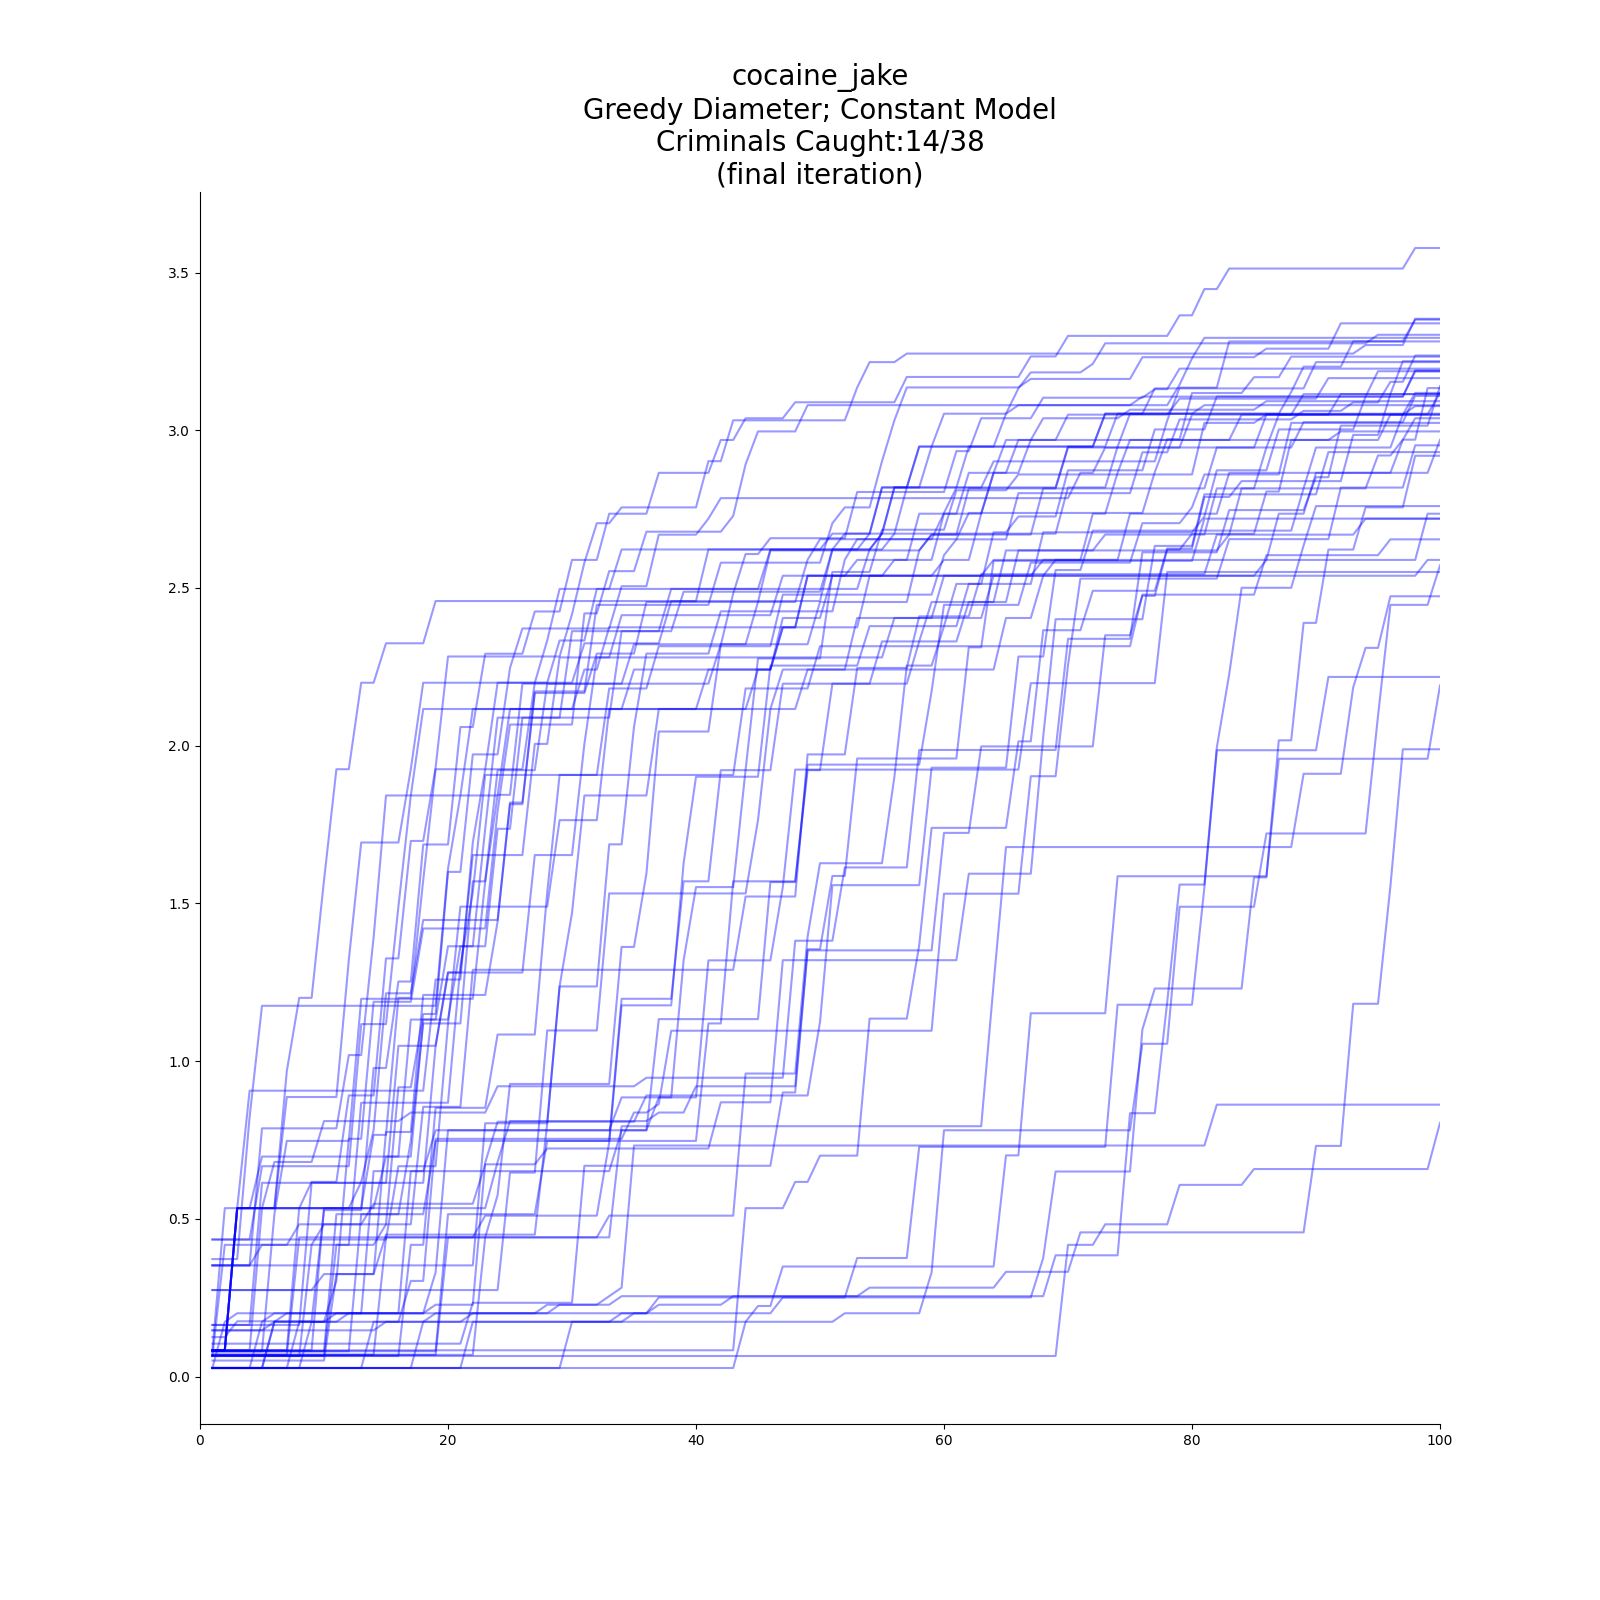 cocaine_jake
Greedy Diameter; Constant Model
Criminals Caught:14/38
(final iteration)
3.5
3.0
2.5
2.0
1.5
1.0
0.5
0.0
0 20 40 60 80 100